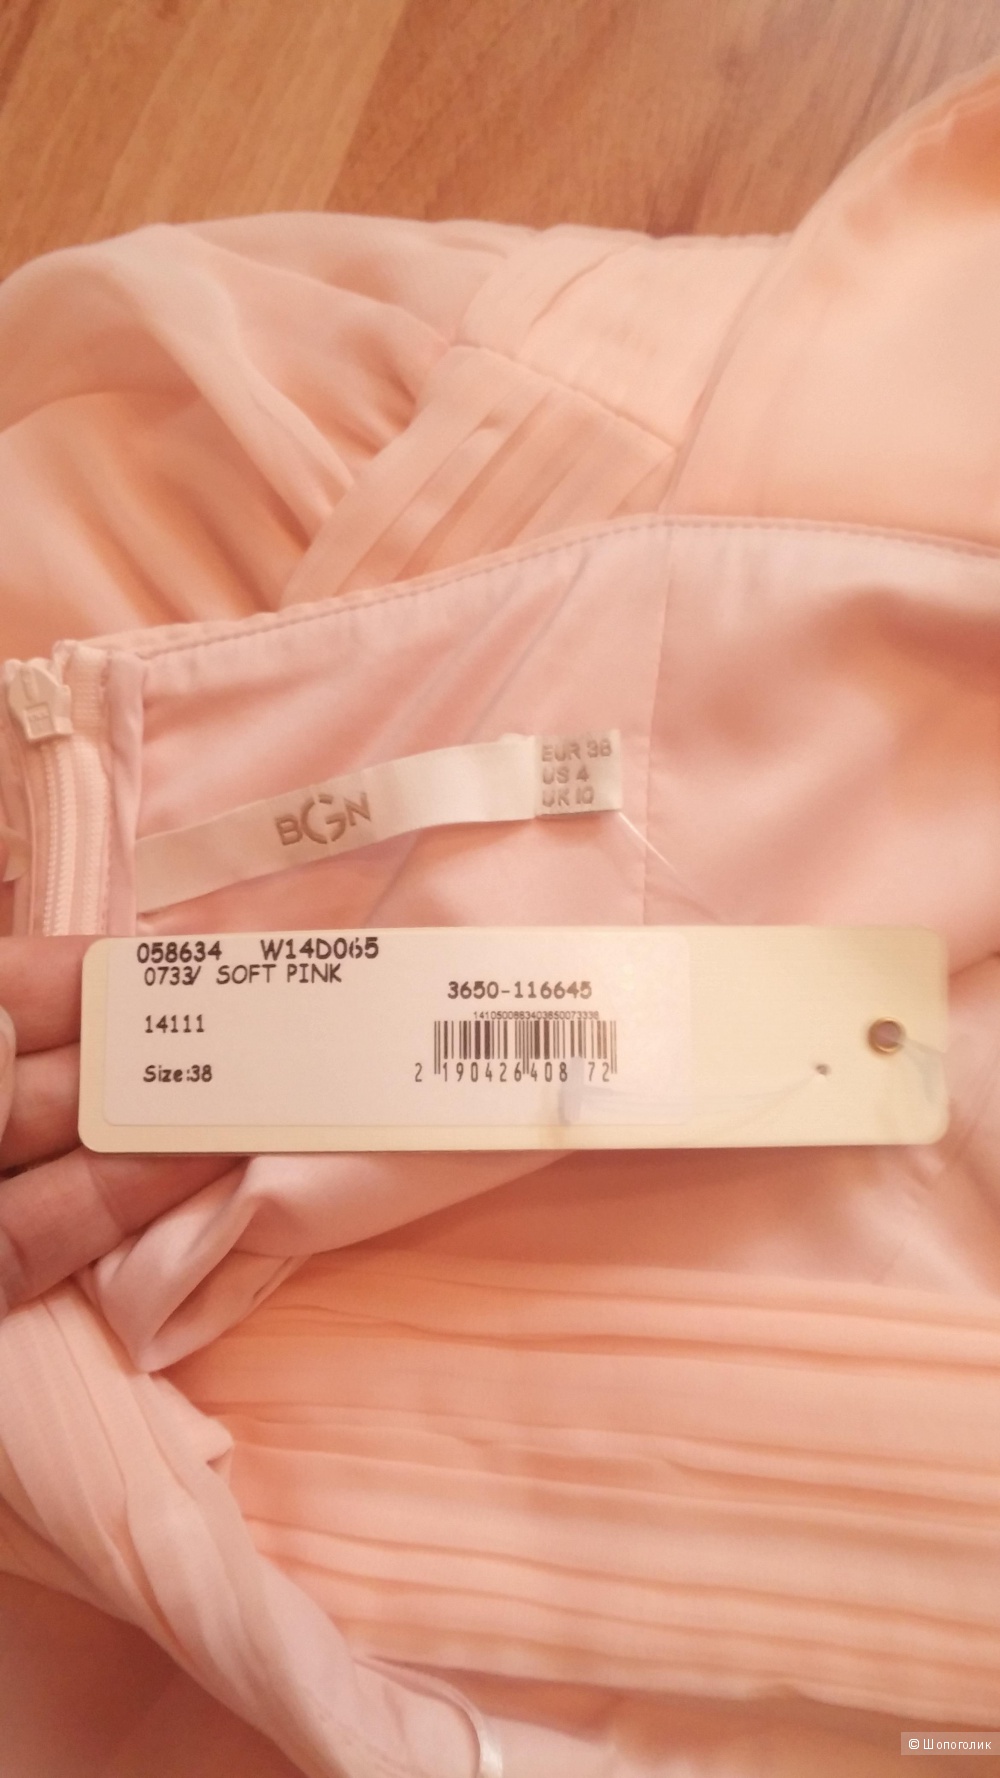 BGN
EUR 38
US 4
UK 10
058634 W14D065
0733/ SOFT PINK
3650-116645
14111
Size:38
2 190426 408 72
© Шопоголик